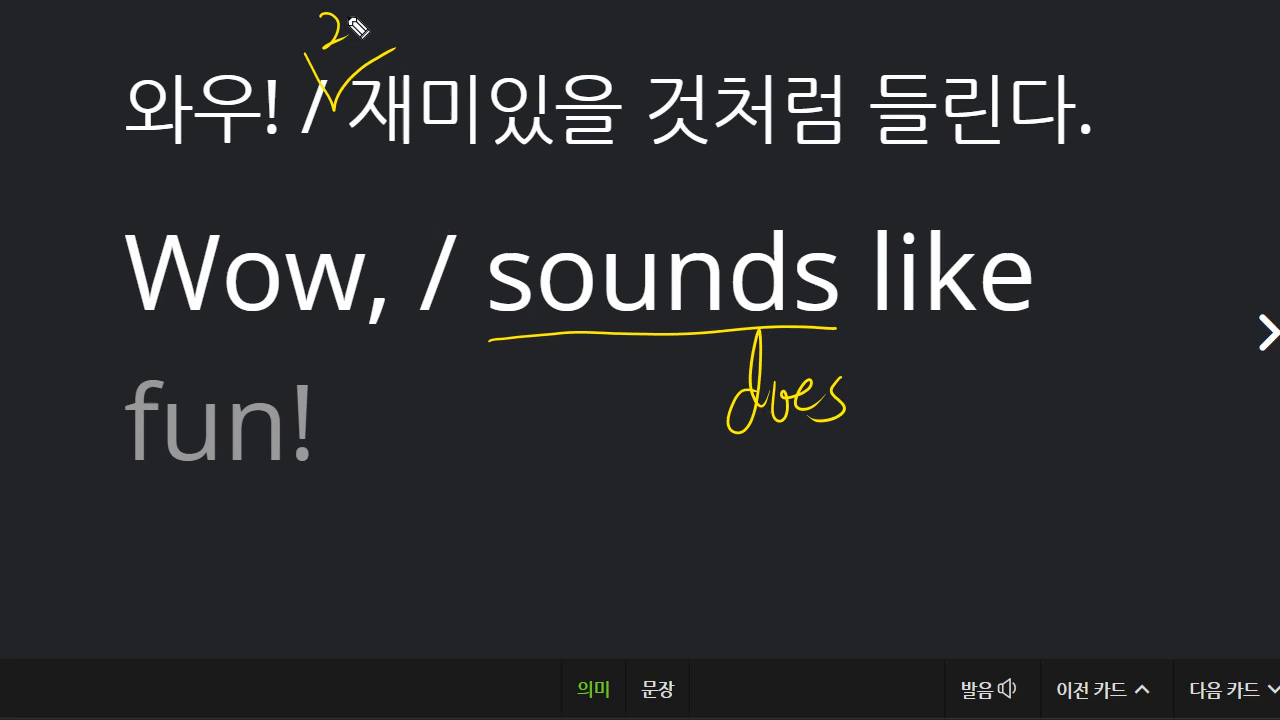 와우! / 재미있을 것처럼 들린다.
Wow, / sounds like
does
fun!
의미 문장 발음 이전 카드 다음 카드